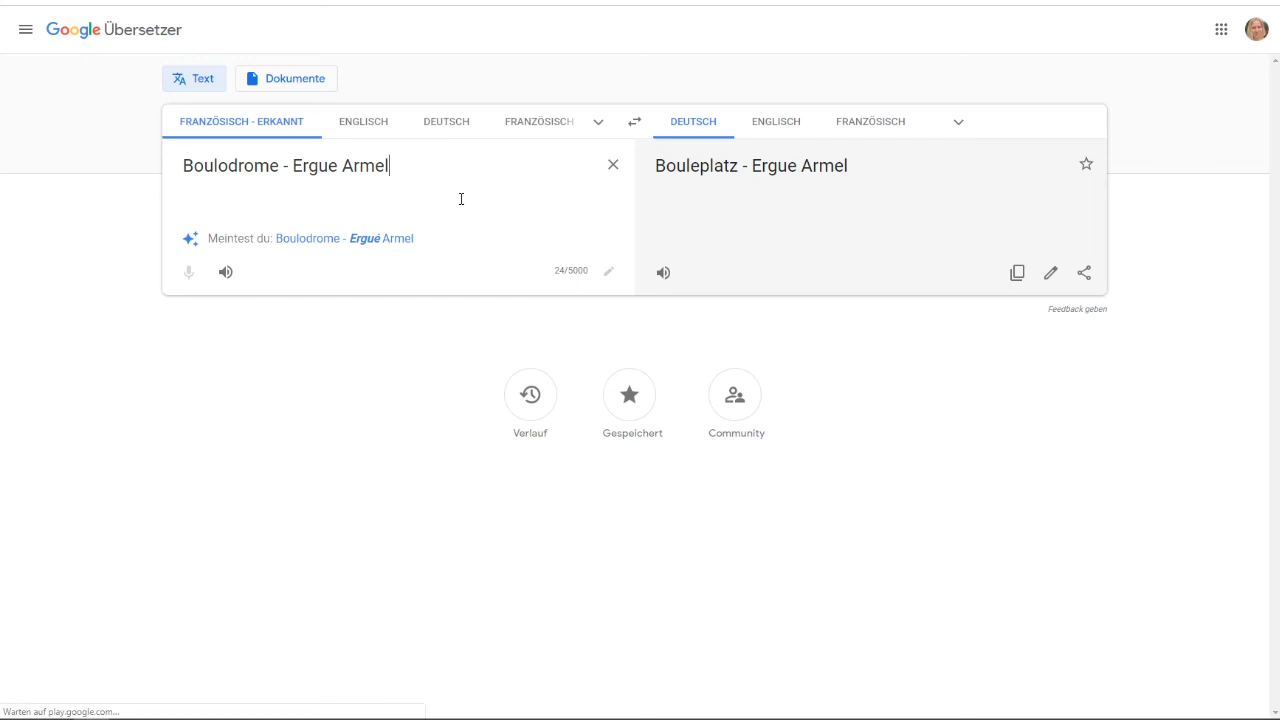 Google Übersetzer
Text
Dokumente
FRANZÖSISCH - ERKANNT
ENGLISCH
DEUTSCH
FRANZÖSISCH
DEUTSCH
ENGLISCH
FRANZÖSISCH
Boulodrome - Ergue Armel
Bouleplatz - Ergue Armel
Meintest du: Boulodrome - Ergué Armel
24/5000
Feedback geben
Verlauf
Gespeichert
Community
Warten auf play.google.com...